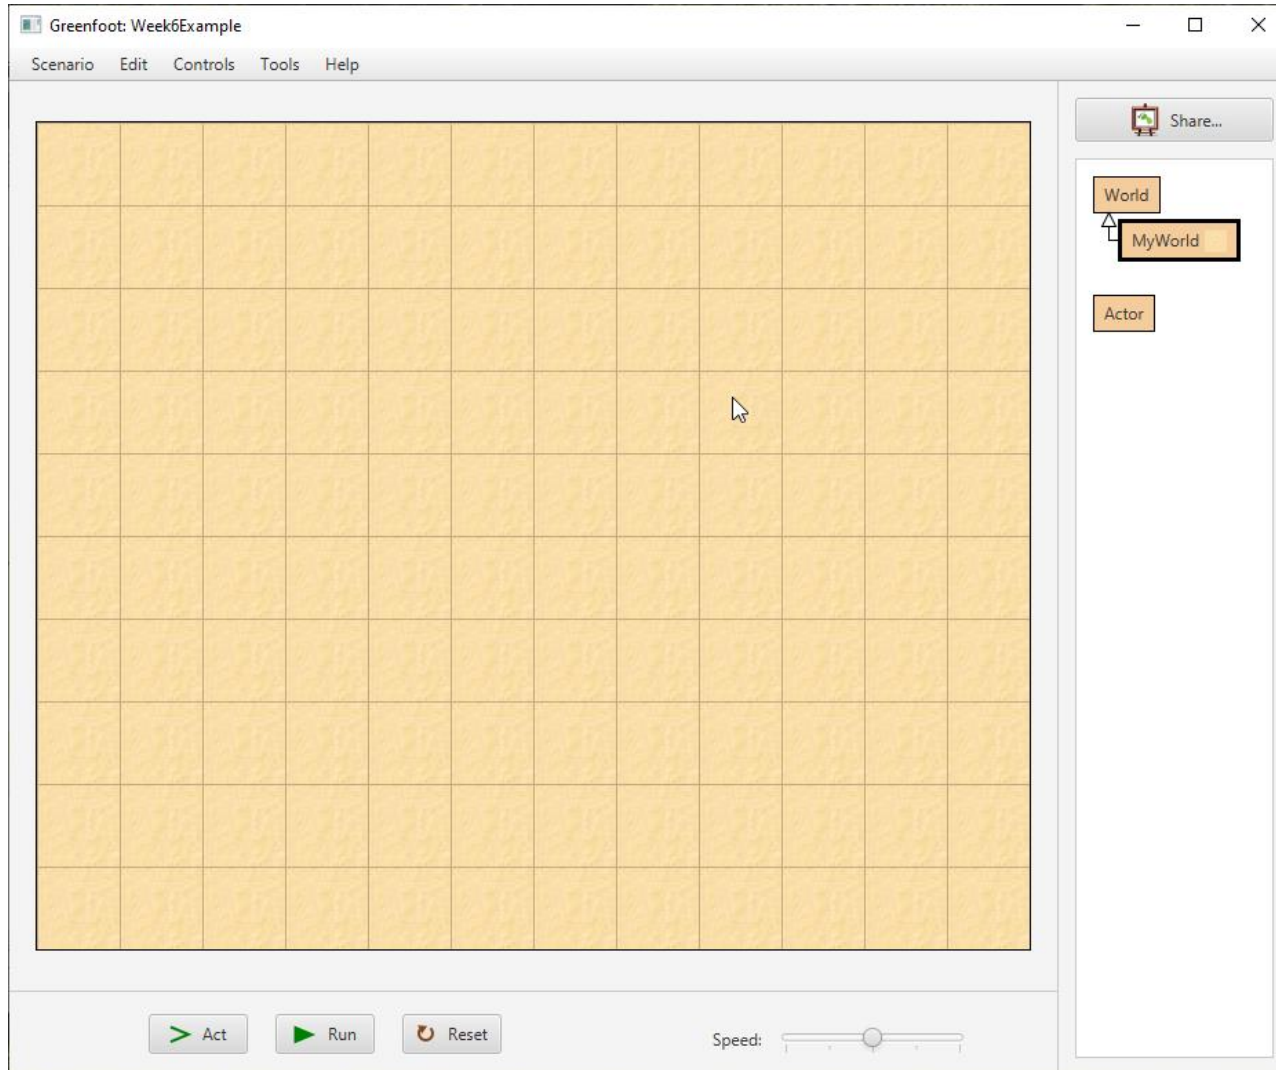 Greenfoot: Week6Example
Scenario Edit Controls Tools Help
Share...
World
MyWorld
Actor
Act Run Reset Speed: